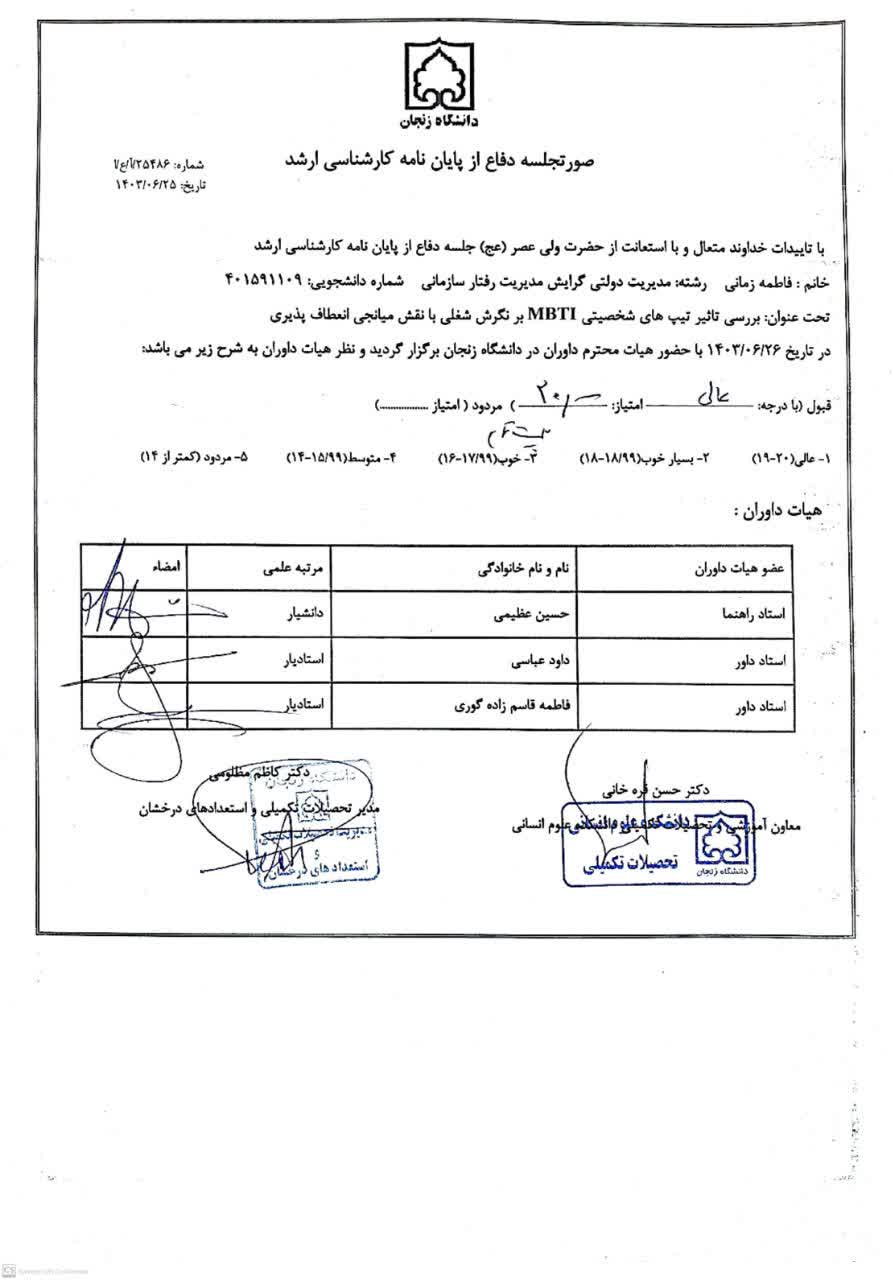 دانشگاه زنجان
صورتجلسه دفاع از پایان نامه کارشناسی ارشد
شماره: ۲۵۴۸۶/آ/ع/ا
تاریخ: ۱۴۰۳/۰۶/۲۵
با تاییدات خداوند متعال و با استعانت از حضرت ولی عصر (عج) جلسه دفاع از پایان نامه کارشناسی ارشد
خانم : فاطمه زمانی رشته: مدیریت دولتی گرایش مدیریت رفتار سازمانی شماره دانشجویی: ۴۰۱۵۹۱۱۰۹
تحت عنوان: بررسی تاثیر تیپ های شخصیتی MBTI بر نگرش شغلی با نقش میانجی انعطاف پذیری
در تاریخ ۱۴۰۳/۰۶/۲۶ با حضور هیات محترم داوران در دانشگاه زنجان برگزار گردید و نظر هیات داوران به شرح زیر می باشد:
قبول (با درجه: عالی امتیاز: ۲۰/۰۰) مردود ( امتیاز ................)
بیست تمام
۱- عالی(۲۰-۱۹) ۲- بسیار خوب(۱۸/۹۹-۱۸) ۳- خوب(۱۷/۹۹-۱۶) ۴- متوسط(۱۵/۹۹-۱۴) ۵- مردود (کمتر از ۱۴)
هیات داوران :
عضو هیات داوران نام و نام خانوادگی مرتبه علمی امضاء
استاد راهنما حسین عظیمی دانشیار
استاد داور داود عباسی استادیار
استاد داور فاطمه قاسم زاده گوری استادیار
دکتر حسن قره خانی
معاون آموزشی و تحصیلات تکمیلی دانشکده علوم انسانی
دانشکده علوم انسانی
تحصیلات تکمیلی
دانشگاه زنجان
دکتر کاظم مظلومی
مدیر تحصیلات تکمیلی و استعدادهای درخشان
دانشگاه زنجان
مدیریت تحصیلات تکمیلی
و
استعدادهای درخشان
CS